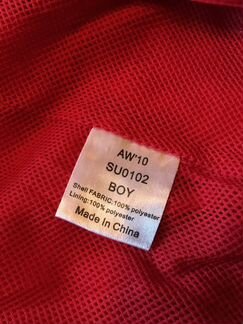 AW'10
SU0102
BOY
Shell FABRIC:100% polyester
Lining:100% polyester
Made In China